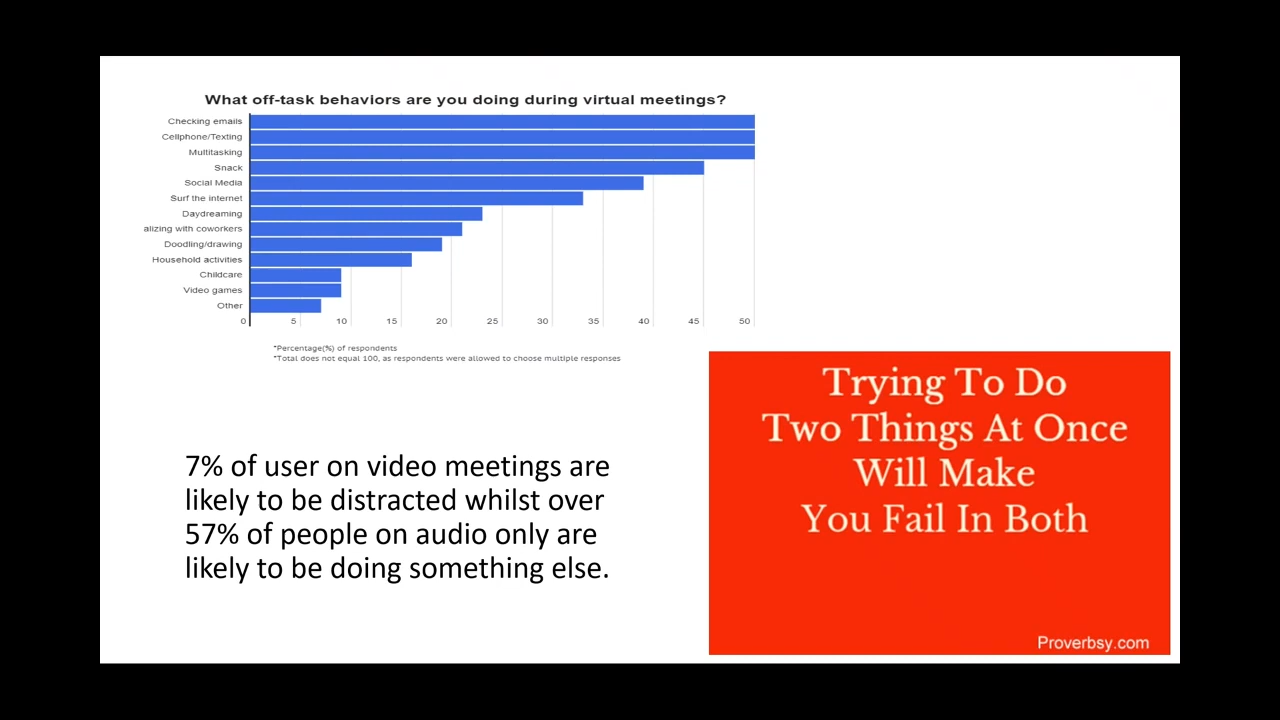 What off-task behaviors are you doing during virtual meetings?
Checking emails
Cellphone/Texting
Multitasking
Snack
Social Media
Surf the internet
Daydreaming
alizing with coworkers
Doodling/drawing
Household activities
Childcare
Video games
Other
0 5 10 15 20 25 30 35 40 45 50
*Percentage(%) of respondents
*Total does not equal 100, as respondents were allowed to choose multiple responses
7% of user on video meetings are
likely to be distracted whilst over
57% of people on audio only are
likely to be doing something else.
Trying To Do
Two Things At Once
Will Make
You Fail In Both
Proverbsy.com